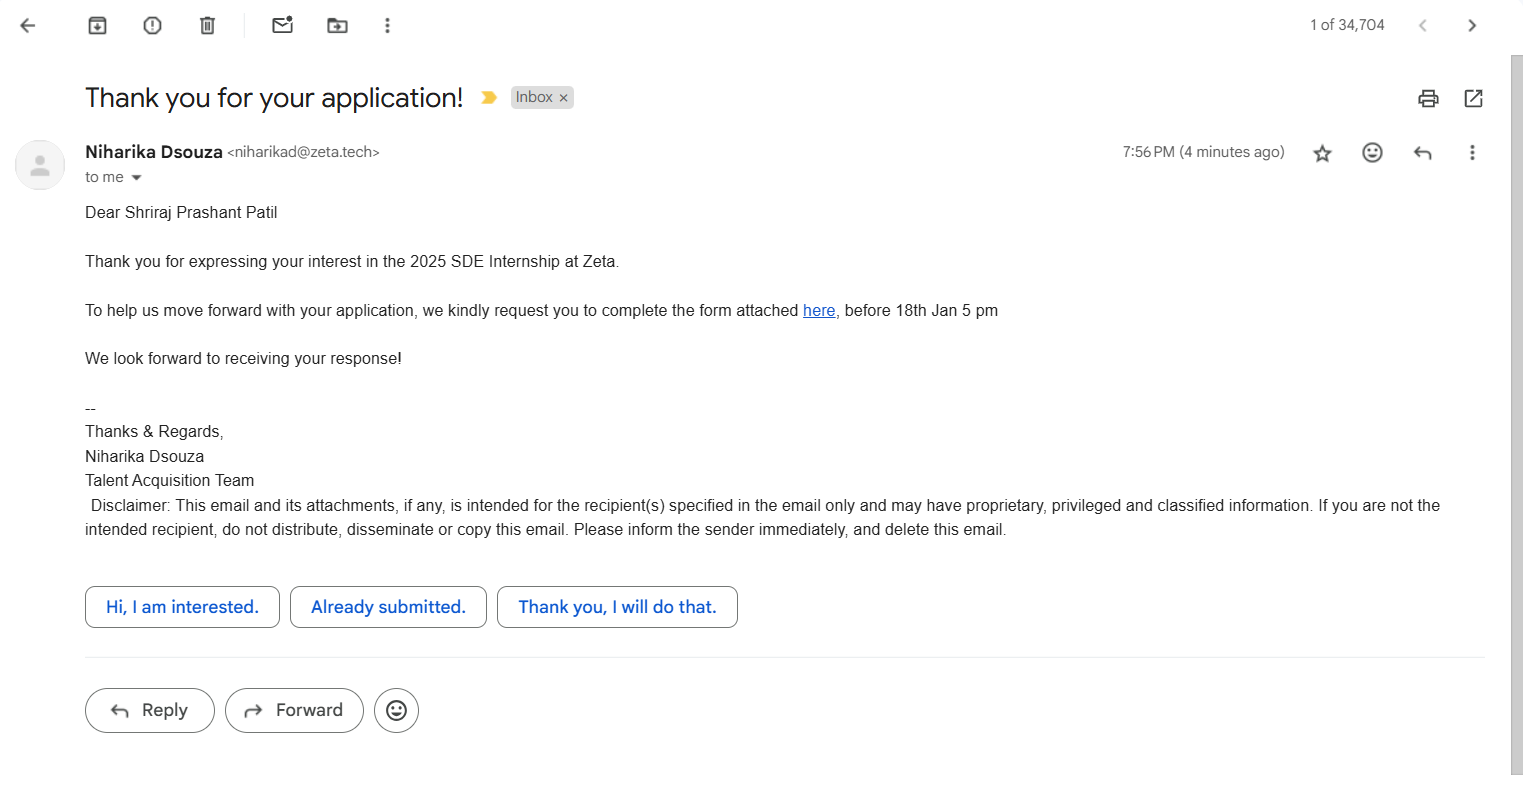 1 of 34,704
Thank you for your application!
Inbox ×
Niharika Dsouza <niharikad@zeta.tech>
7:56 PM (4 minutes ago)
to me
Dear Shriraj Prashant Patil
Thank you for expressing your interest in the 2025 SDE Internship at Zeta.
To help us move forward with your application, we kindly request you to complete the form attached here, before 18th Jan 5 pm
We look forward to receiving your response!
--
Thanks & Regards,
Niharika Dsouza
Talent Acquisition Team
Disclaimer: This email and its attachments, if any, is intended for the recipient(s) specified in the email only and may have proprietary, privileged and classified information. If you are not the
intended recipient, do not distribute, disseminate or copy this email. Please inform the sender immediately, and delete this email.
Hi, I am interested.
Already submitted.
Thank you, I will do that.
Reply
Forward